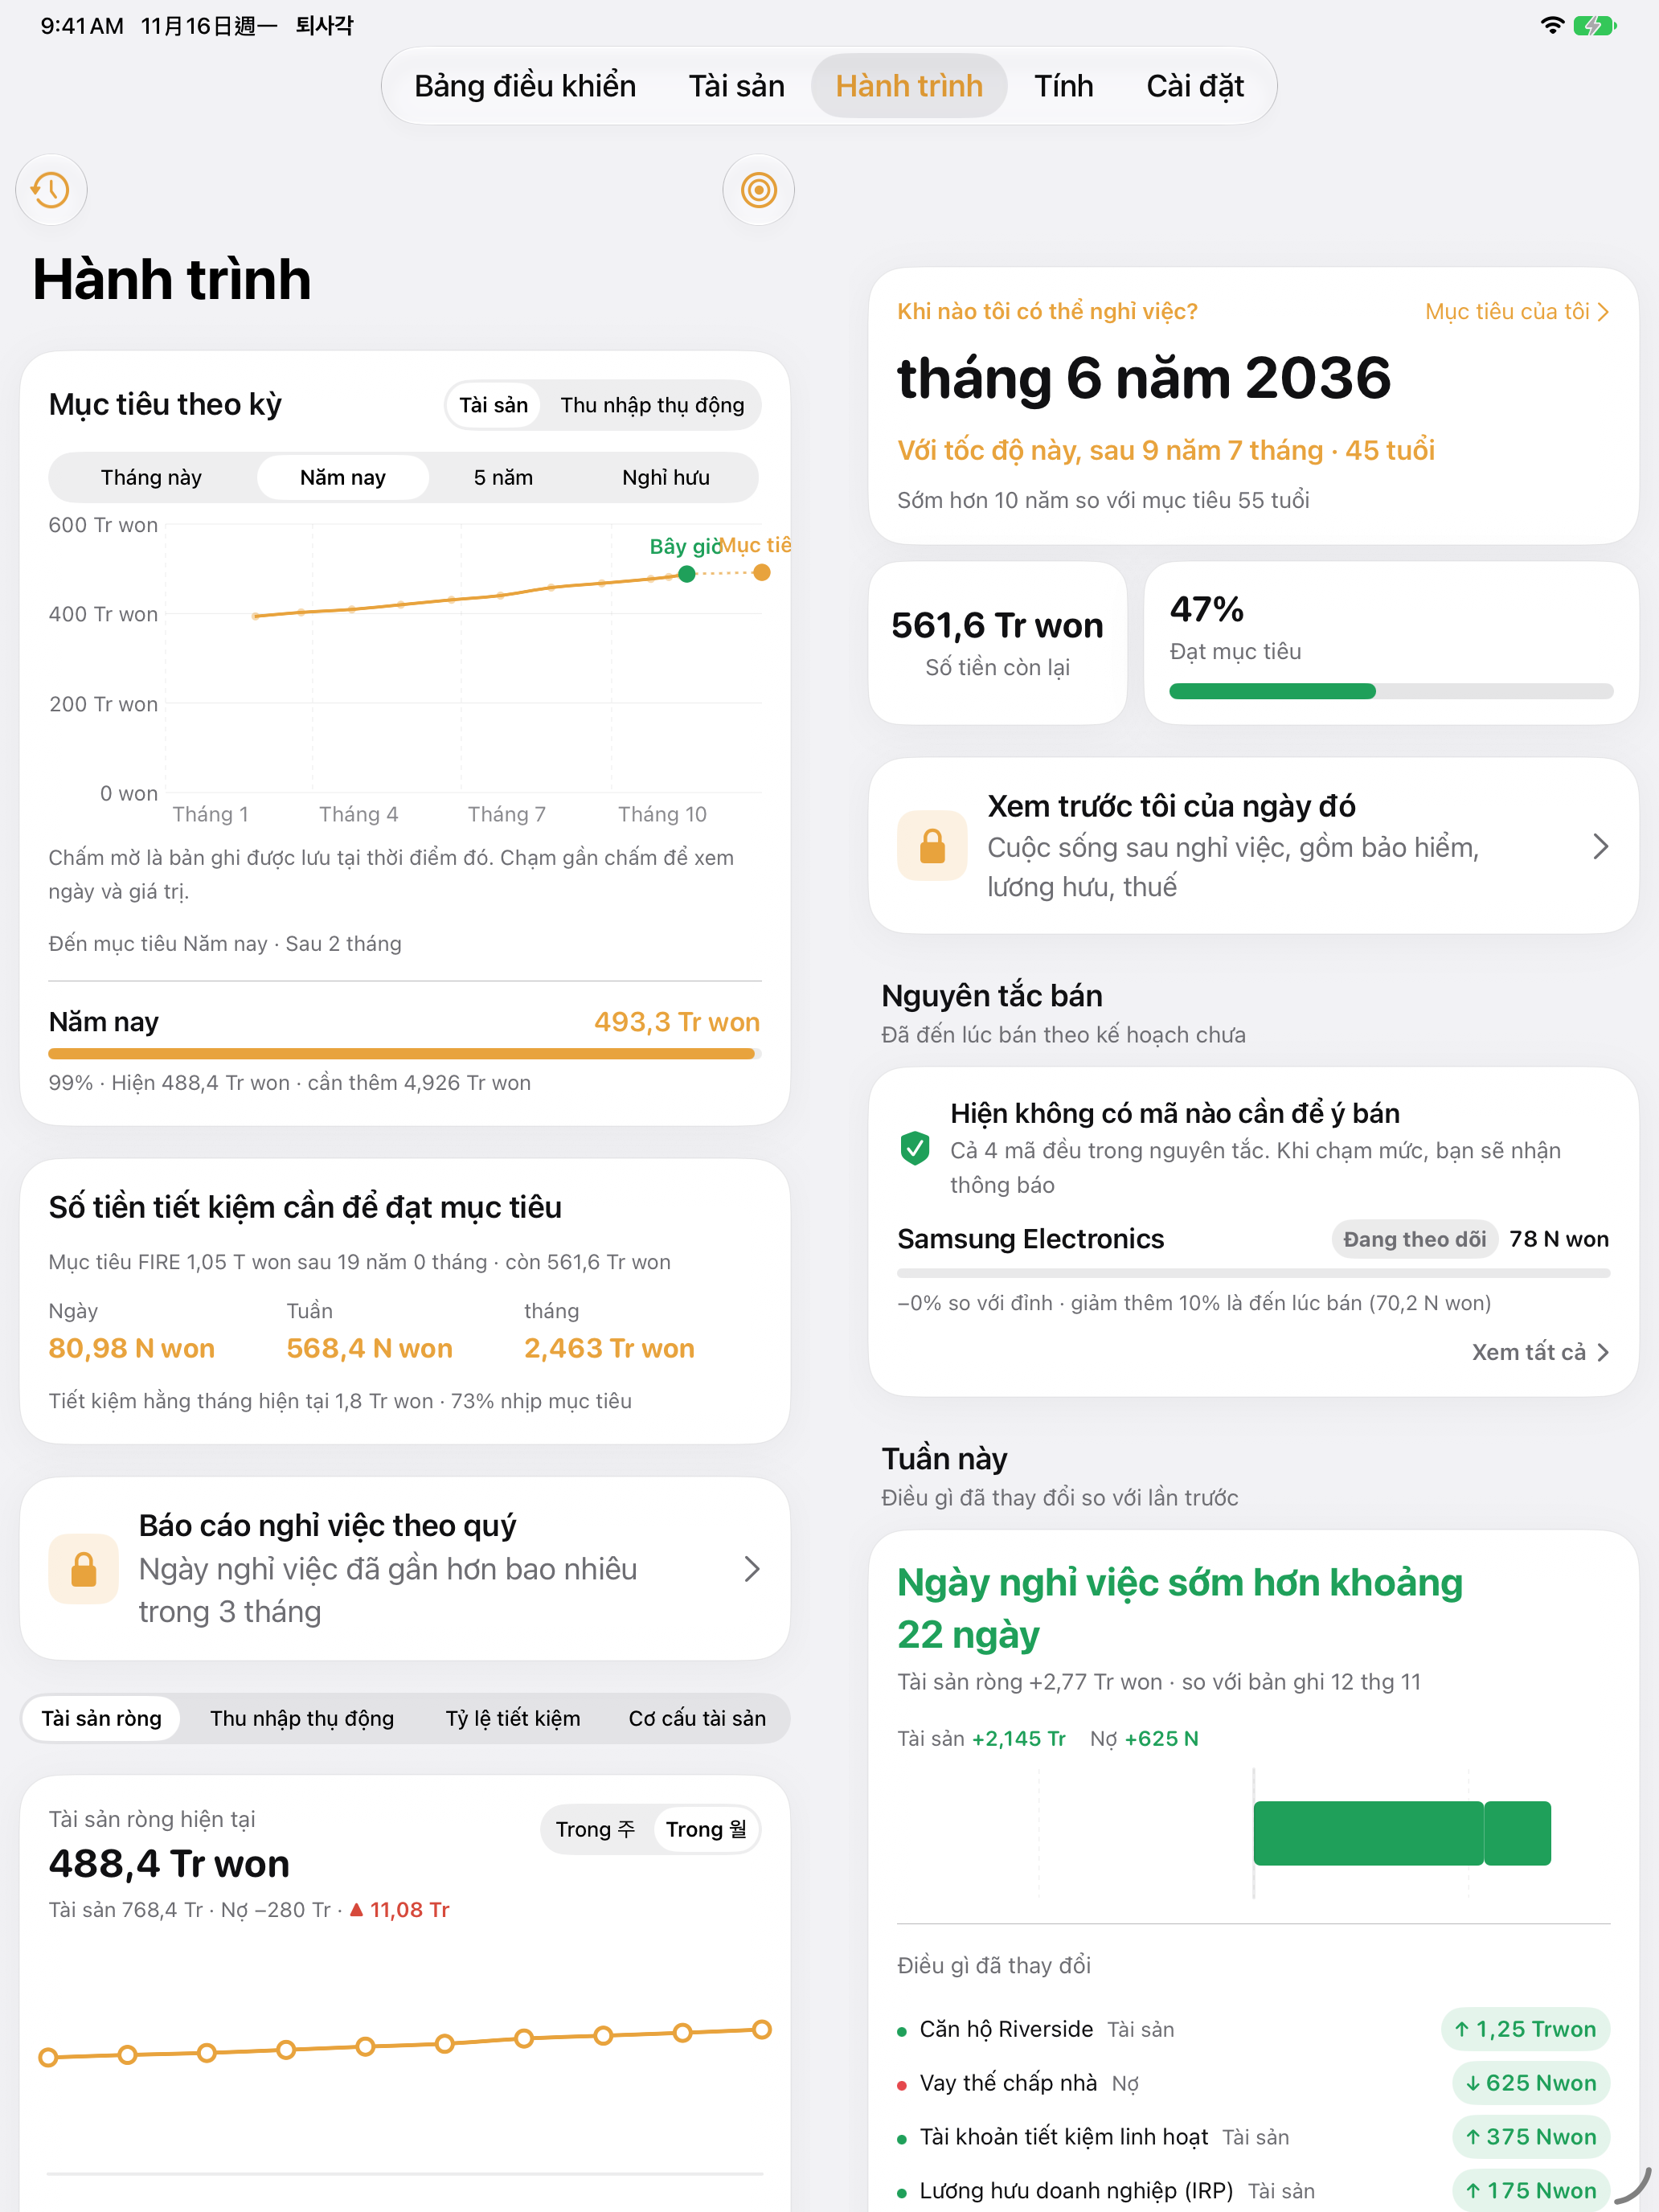 9:41 AM 11月16日週一 퇴사각
Bảng điều khiển
Tài sản
Hành trình
Tính
Cài đặt
Hành trình
Mục tiêu theo kỳ
Tài sản
Thu nhập thụ động
Tháng này
Năm nay
5 năm
Nghỉ hưu
600 Tr won
400 Tr won
200 Tr won
0 won
Bây giờ
Mục tiê
Tháng 1
Tháng 4
Tháng 7
Tháng 10
Chấm mờ là bản ghi được lưu tại thời điểm đó. Chạm gần chấm để xem
ngày và giá trị.
Đến mục tiêu Năm nay · Sau 2 tháng
Năm nay
493,3 Tr won
99% · Hiện 488,4 Tr won · cần thêm 4,926 Tr won
Số tiền tiết kiệm cần để đạt mục tiêu
Mục tiêu FIRE 1,05 T won sau 19 năm 0 tháng · còn 561,6 Tr won
Ngày
Tuần
tháng
80,98 N won
568,4 N won
2,463 Tr won
Tiết kiệm hằng tháng hiện tại 1,8 Tr won · 73% nhịp mục tiêu
Báo cáo nghỉ việc theo quý
Ngày nghỉ việc đã gần hơn bao nhiêu
trong 3 tháng
Tài sản ròng
Thu nhập thụ động
Tỷ lệ tiết kiệm
Cơ cấu tài sản
Tài sản ròng hiện tại
488,4 Tr won
Trong 주
Trong 월
Tài sản 768,4 Tr · Nợ −280 Tr · ▲ 11,08 Tr
Khi nào tôi có thể nghỉ việc?
Mục tiêu của tôi
tháng 6 năm 2036
Với tốc độ này, sau 9 năm 7 tháng · 45 tuổi
Sớm hơn 10 năm so với mục tiêu 55 tuổi
561,6 Tr won
Số tiền còn lại
47%
Đạt mục tiêu
Xem trước tôi của ngày đó
Cuộc sống sau nghỉ việc, gồm bảo hiểm,
lương hưu, thuế
Nguyên tắc bán
Đã đến lúc bán theo kế hoạch chưa
Hiện không có mã nào cần để ý bán
Cả 4 mã đều trong nguyên tắc. Khi chạm mức, bạn sẽ nhận
thông báo
Samsung Electronics
Đang theo dõi
78 N won
−0% so với đỉnh · giảm thêm 10% là đến lúc bán (70,2 N won)
Xem tất cả
Tuần này
Điều gì đã thay đổi so với lần trước
Ngày nghỉ việc sớm hơn khoảng
22 ngày
Tài sản ròng +2,77 Tr won · so với bản ghi 12 thg 11
Tài sản +2,145 Tr Nợ +625 N
Điều gì đã thay đổi
Căn hộ Riverside Tài sản ↑ 1,25 Trwon
Vay thế chấp nhà Nợ ↓ 625 Nwon
Tài khoản tiết kiệm linh hoạt Tài sản ↑ 375 Nwon
Lương hưu doanh nghiệp (IRP) Tài sản ↑ 175 Nwon